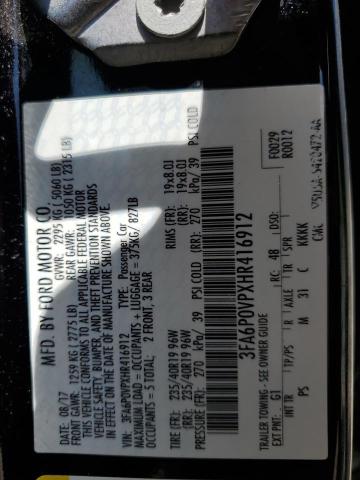 MFD. BY FORD MOTOR CO.
DATE: 08/17 GVWR: 2295 KG ( 5060 LB)
FRONT GAWR: 1259 KG ( 2775 LB) REAR GAWR: 1050 KG ( 2315 LB)
THIS VEHICLE CONFORMS TO ALL APPLICABLE FEDERAL MOTOR
VEHICLE SAFETY, BUMPER, AND THEFT PREVENTION STANDARDS
IN EFFECT ON THE DATE OF MANUFACTURE SHOWN ABOVE.
VIN: 3FA6P0VPXHR416912 TYPE: Passenger Car
MAXIMUM LOAD = OCCUPANTS + LUGGAGE = 375KG / 827LB
OCCUPANTS = 5 TOTAL: 2 FRONT, 3 REAR
TIRE (FR): 235/40R19 96W RIMS (FR): 19x8.0J
TIRE (RR): 235/40R19 96W (RR): 19x8.0J
PRESSURE (FR): 270 kPa/ 39 PSI COLD (RR): 270 kPa/ 39 PSI COLD
3FA6P0VPXHR416912
F0029
R0012
TRAILER TOWING - SEE OWNER GUIDE
EXT PNT: G1 RC: 48 DSO:
INT TR TP/PS R AXLE TR SPR
PS M 31 C KMKK